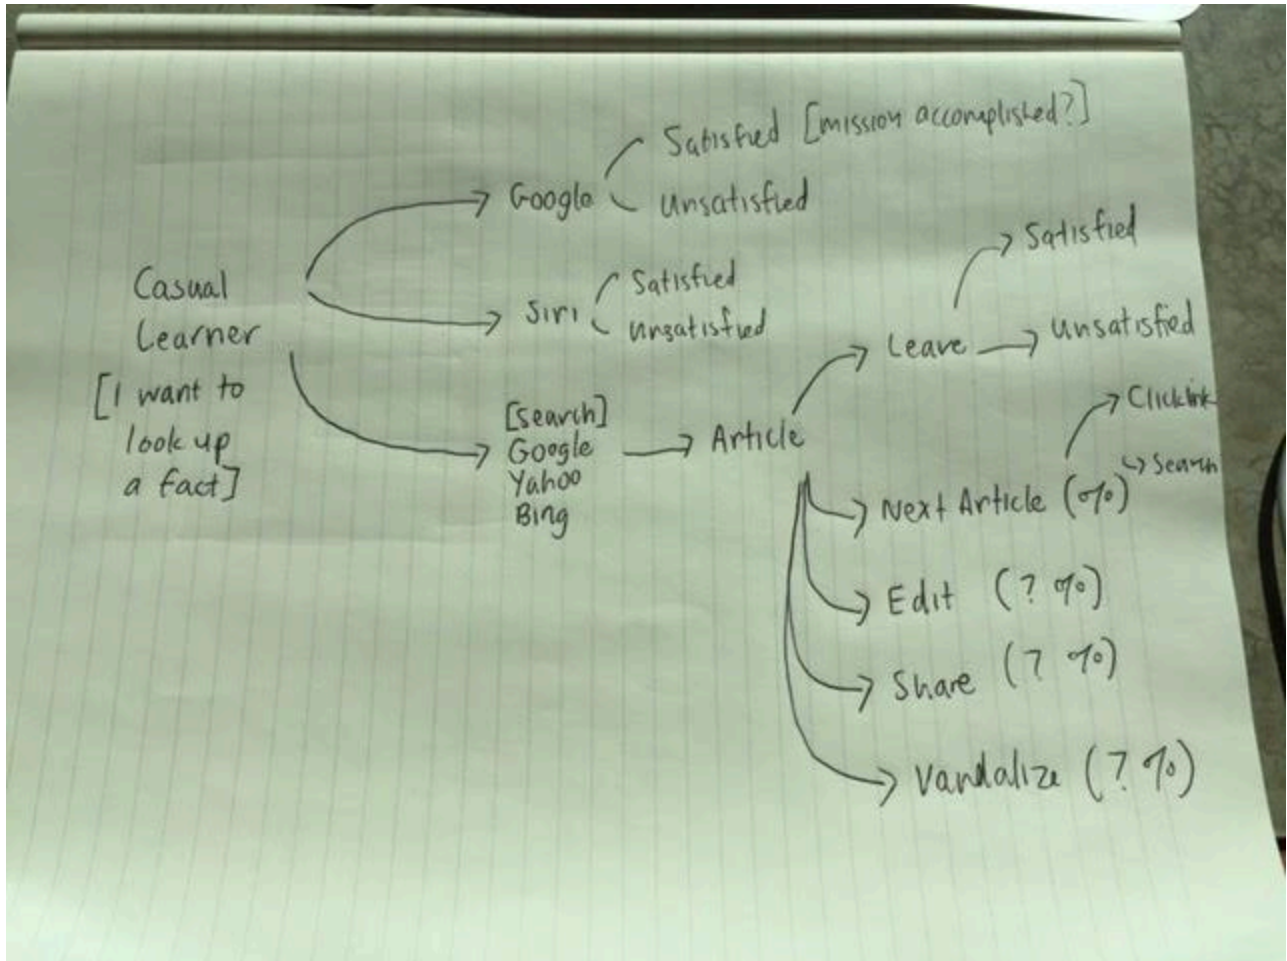 Satisfied [mission accomplished?]
Google
Unsatisfied
Casual
Learner
[I want to
look up
a fact]
Siri
Satisfied
Unsatisfied
[search]
Google
Yahoo
Bing
Article
Leave
Satisfied
Unsatisfied
Next Article (%)
Click link
Search
Edit (? %)
Share (? %)
Vandalize (? %)